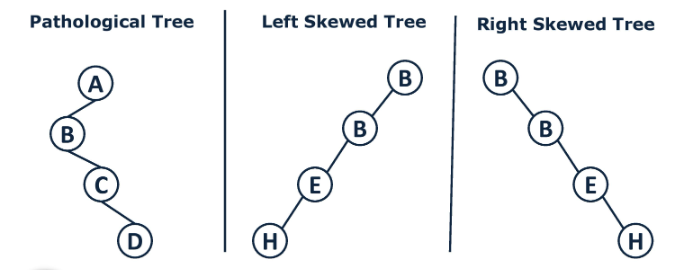 Pathological Tree
A
B
C
D
Left Skewed Tree
B
B
E
H
Right Skewed Tree
B
B
E
H